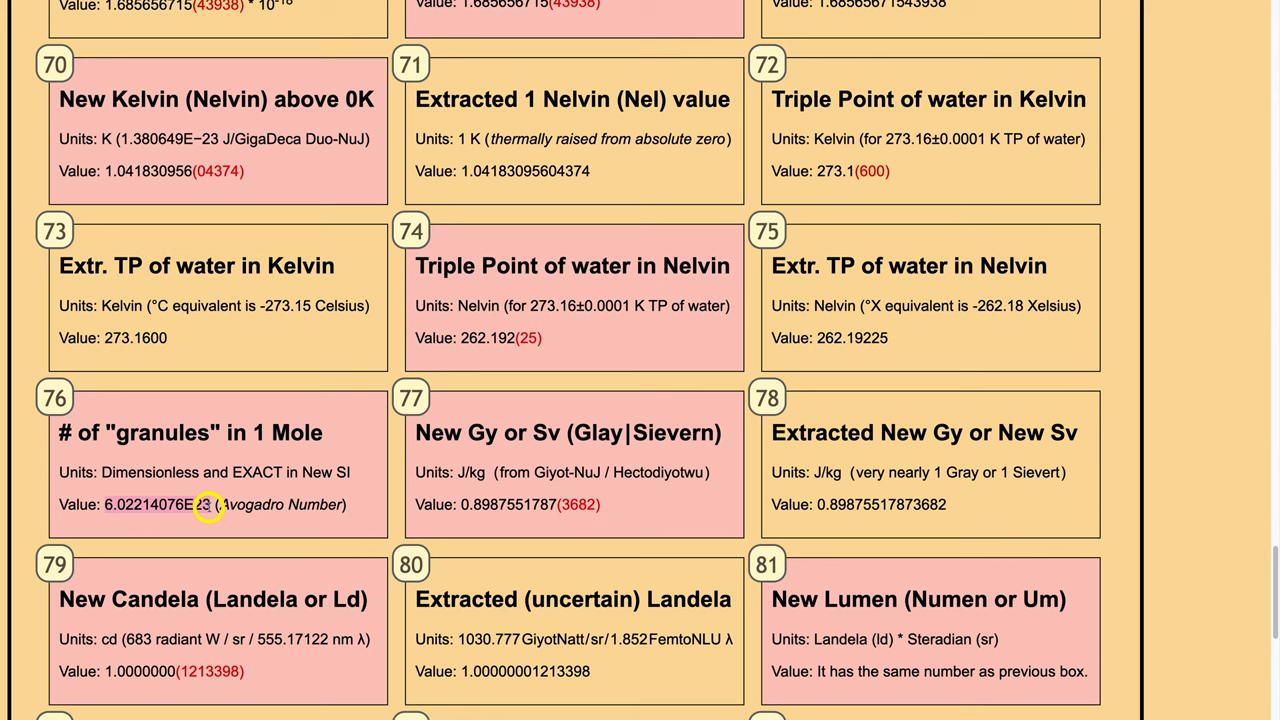 Value: 1.685656715(43938) * 10⁻¹⁸
Value: 1.685656715(43938)
Value: 1.68565671543938
70
New Kelvin (Nelvin) above 0K
Units: K (1.380649E−23 J/GigaDeca Duo-NuJ)
Value: 1.041830956(04374)
71
Extracted 1 Nelvin (Nel) value
Units: 1 K (thermally raised from absolute zero)
Value: 1.04183095604374
72
Triple Point of water in Kelvin
Units: Kelvin (for 273.16±0.0001 K TP of water)
Value: 273.1(600)
73
Extr. TP of water in Kelvin
Units: Kelvin (°C equivalent is -273.15 Celsius)
Value: 273.1600
74
Triple Point of water in Nelvin
Units: Nelvin (for 273.16±0.0001 K TP of water)
Value: 262.192(25)
75
Extr. TP of water in Nelvin
Units: Nelvin (°X equivalent is -262.18 Xelsius)
Value: 262.19225
76
# of "granules" in 1 Mole
Units: Dimensionless and EXACT in New SI
Value: 6.02214076E23 (Avogadro Number)
77
New Gy or Sv (Glay|Sievern)
Units: J/kg (from Giyot-NuJ / Hectodiyotwu)
Value: 0.8987551787(3682)
78
Extracted New Gy or New Sv
Units: J/kg (very nearly 1 Gray or 1 Sievert)
Value: 0.89875517873682
79
New Candela (Landela or Ld)
Units: cd (683 radiant W / sr / 555.17122 nm λ)
Value: 1.0000000(1213398)
80
Extracted (uncertain) Landela
Units: 1030.777GiyotNatt/sr/1.852FemtoNLU λ
Value: 1.00000001213398
81
New Lumen (Numen or Um)
Units: Landela (ld) * Steradian (sr)
Value: It has the same number as previous box.